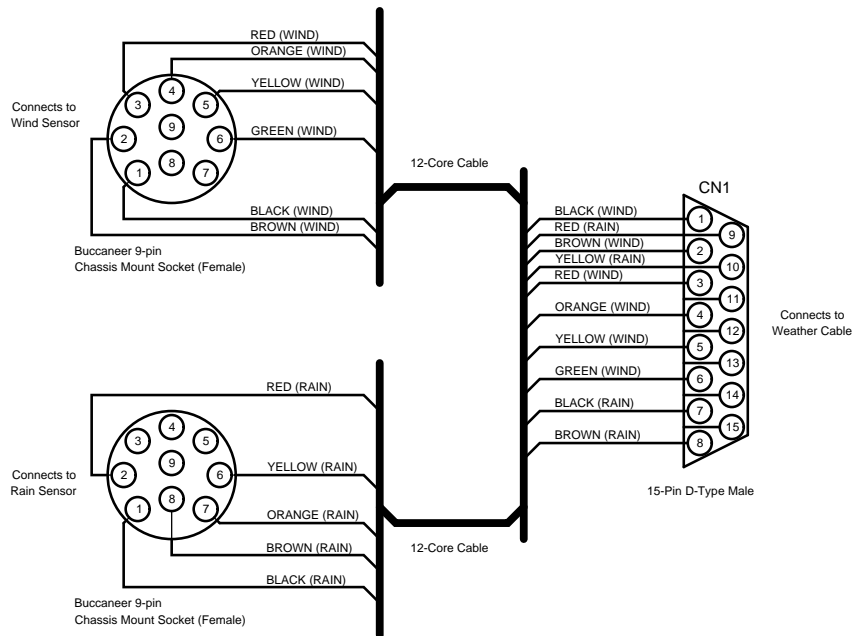 RED (WIND)
ORANGE (WIND)
YELLOW (WIND)
GREEN (WIND)
BLACK (WIND)
BROWN (WIND)
4
3
5
9
2
6
8
1
7
Connects to
Wind Sensor
Buccaneer 9-pin
Chassis Mount Socket (Female)
12-Core Cable
CN1
BLACK (WIND)
RED (RAIN)
BROWN (WIND)
YELLOW (RAIN)
RED (WIND)
ORANGE (WIND)
YELLOW (WIND)
GREEN (WIND)
BLACK (RAIN)
BROWN (RAIN)
1
9
2
10
3
11
4
12
5
13
6
14
7
15
8
Connects to
Weather Cable
15-Pin D-Type Male
RED (RAIN)
YELLOW (RAIN)
ORANGE (RAIN)
BROWN (RAIN)
BLACK (RAIN)
4
3
5
9
2
6
8
1
7
Connects to
Rain Sensor
12-Core Cable
Buccaneer 9-pin
Chassis Mount Socket (Female)